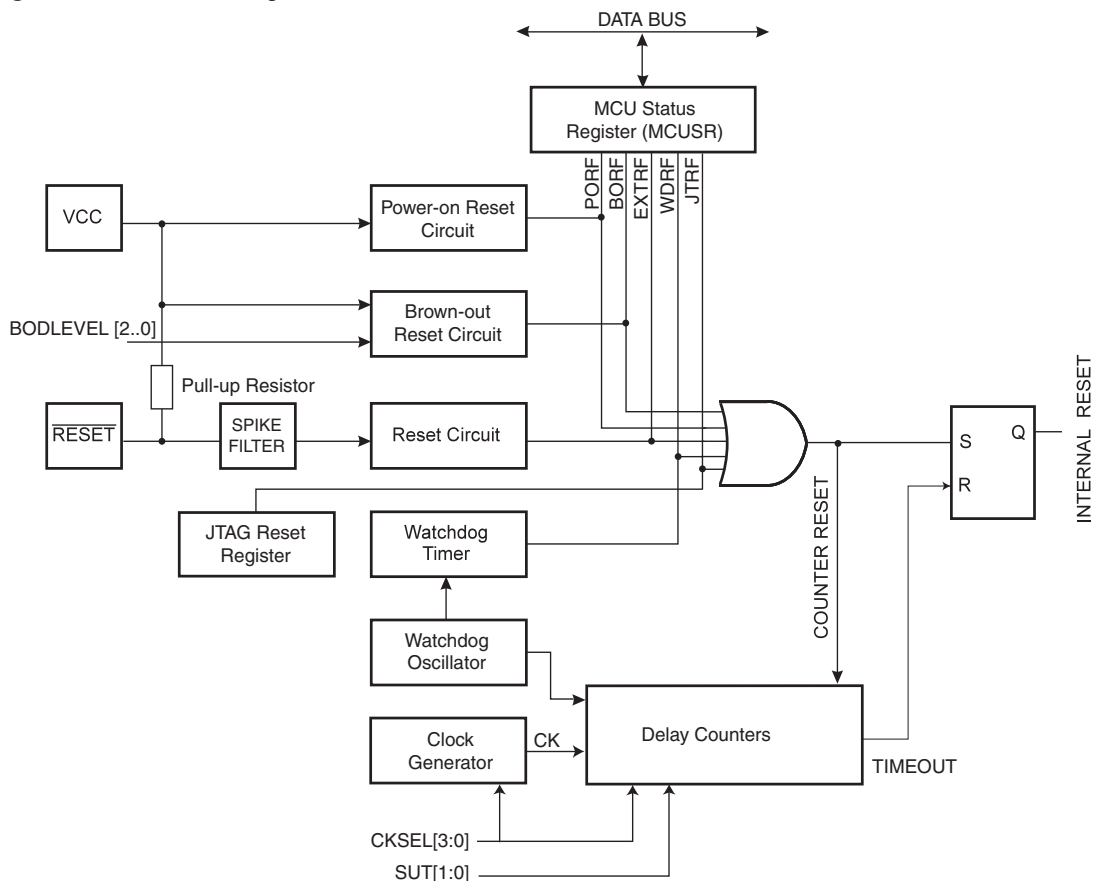 DATA BUS
MCU Status
Register (MCUSR)
PORF
BORF
EXTRF
WDRF
JTRF
VCC
Power-on Reset
Circuit
Brown-out
Reset Circuit
BODLEVEL [2..0]
Pull-up Resistor
RESET
SPIKE
FILTER
Reset Circuit
S
Q
R
INTERNAL RESET
JTAG Reset
Register
Watchdog
Timer
COUNTER RESET
Watchdog
Oscillator
Clock
Generator
CK
Delay Counters
TIMEOUT
CKSEL[3:0]
SUT[1:0]